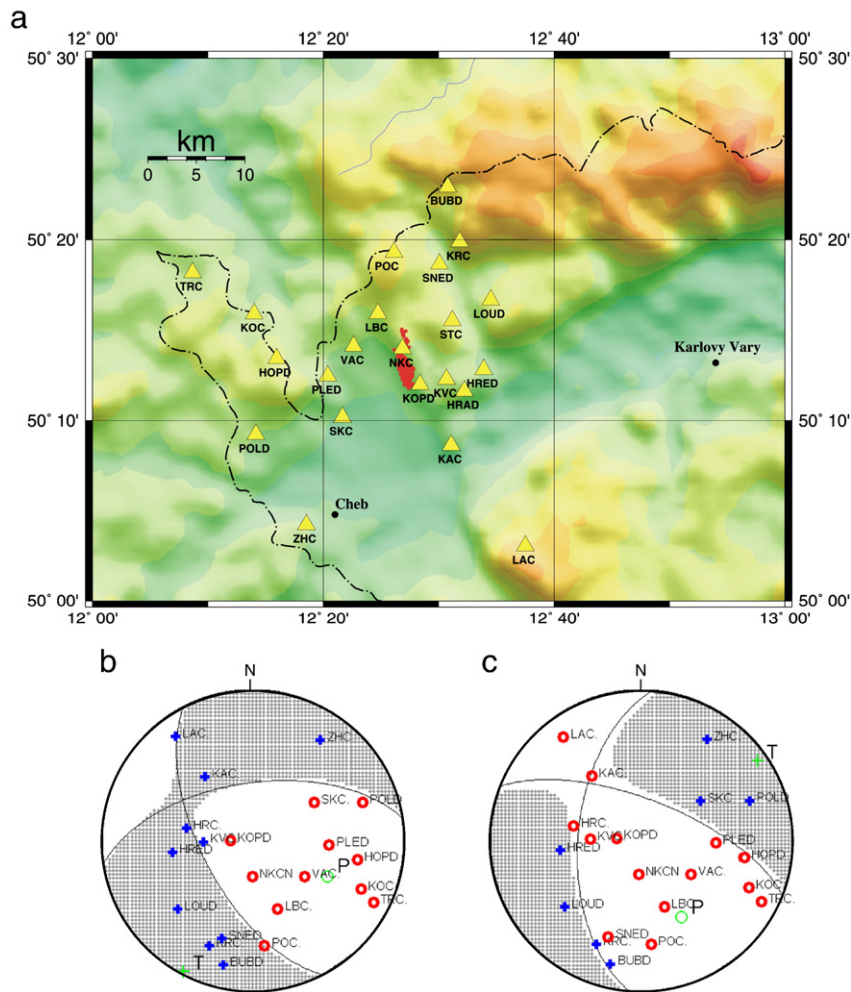 a
12° 00' 12° 20' 12° 40' 13° 00'
50° 30' 50° 30'
km
0 5 10
BUBD
50° 20' 50° 20'
KRC
POC
SNED
TRC
LOUD
KOC
LBC
STC
VAC
NKC
Karlovy Vary
HOPD
HRED
PLED
KVC
KOPD
HRAD
50° 10' 50° 10'
SKC
POLD
KAC
Cheb
ZHC
LAC
50° 00' 50° 00'
12° 00' 12° 20' 12° 40' 13° 00'
b
N
LAC.
ZHC
KAC.
SKC. POLD
HRC.
KVC KOPD
HRED
PLED
HOPD
P
NKCN VAC.
KOC.
TRC.
LOUD
LBC.
SNED
KRC. POC.
T
BUBD
c
N
LAC.
ZHC.
T
KAC.
SKC. POLD
HRC.
KVC KOPD
PLED
HRED
HOPD
NKCN VAC.
KOC.
TRC.
LOUD LBC.
P
SNED
KRC. POC.
BUBD